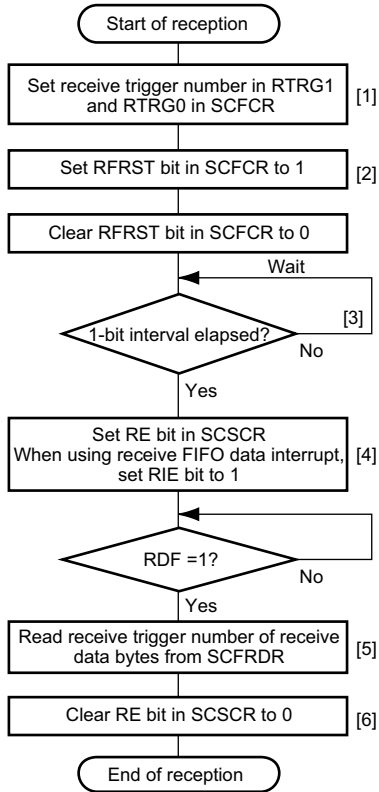 Start of reception
Set receive trigger number in RTRG1
and RTRG0 in SCFCR
[1]
Set RFRST bit in SCFCR to 1
[2]
Clear RFRST bit in SCFCR to 0
Wait
1-bit interval elapsed?
[3]
No
Yes
Set RE bit in SCSCR
When using receive FIFO data interrupt,
set RIE bit to 1
[4]
RDF =1?
No
Yes
Read receive trigger number of receive
data bytes from SCFRDR
[5]
Clear RE bit in SCSCR to 0
[6]
End of reception